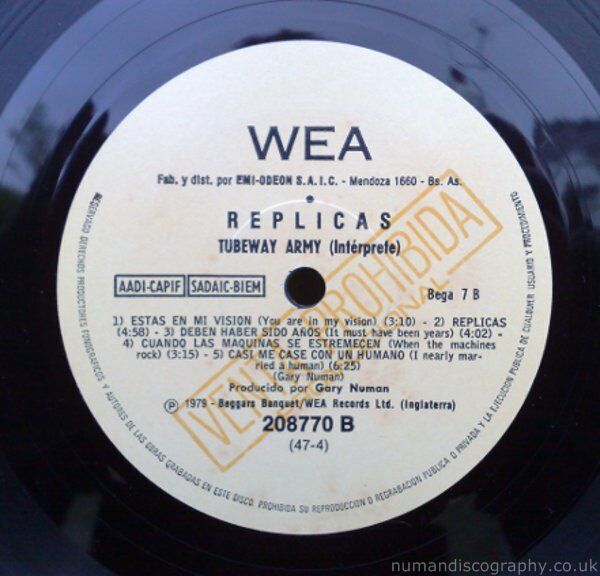 WEA
Fab. y dist. por EMI-ODEON S.A.I.C. - Mendoza 1660 - Bs. As.
REPLICAS
TUBEWAY ARMY (Intérprete)
AADI-CAPIF SADAIC-BIEM
Bega 7 B
1) ESTAS EN MI VISION (You are in my vision) (3:10) - 2) REPLICAS
(4:58) - 3) DEBEN HABER SIDO AÑOS (It must have been years) (4:02) -
4) CUANDO LAS MAQUINAS SE ESTREMECEN (When the machines
rock) (3:15) - 5) CASI ME CASE CON UN HUMANO (I nearly mar-
ried a human) (6:25)
(Gary Numan)
Producido por Gary Numan
℗ 1979 - Beggars Banquet/WEA Records Ltd. (Inglaterra)
208770 B
(47-4)
RESERVADO DERECHOS PRODUCTORES FONOGRAFICOS Y AUTORES DE LAS OBRAS GRABADAS EN ESTE DISCO. PROHIBIDA SU REPRODUCCION O REGRABACION PUBLICA O PRIVADA Y LA EJECUCION PUBLICA DE CUALQUIER USUARIO Y PROCEDIMIENTO
VENTA PROHIBIDA
numandiscography.co.uk